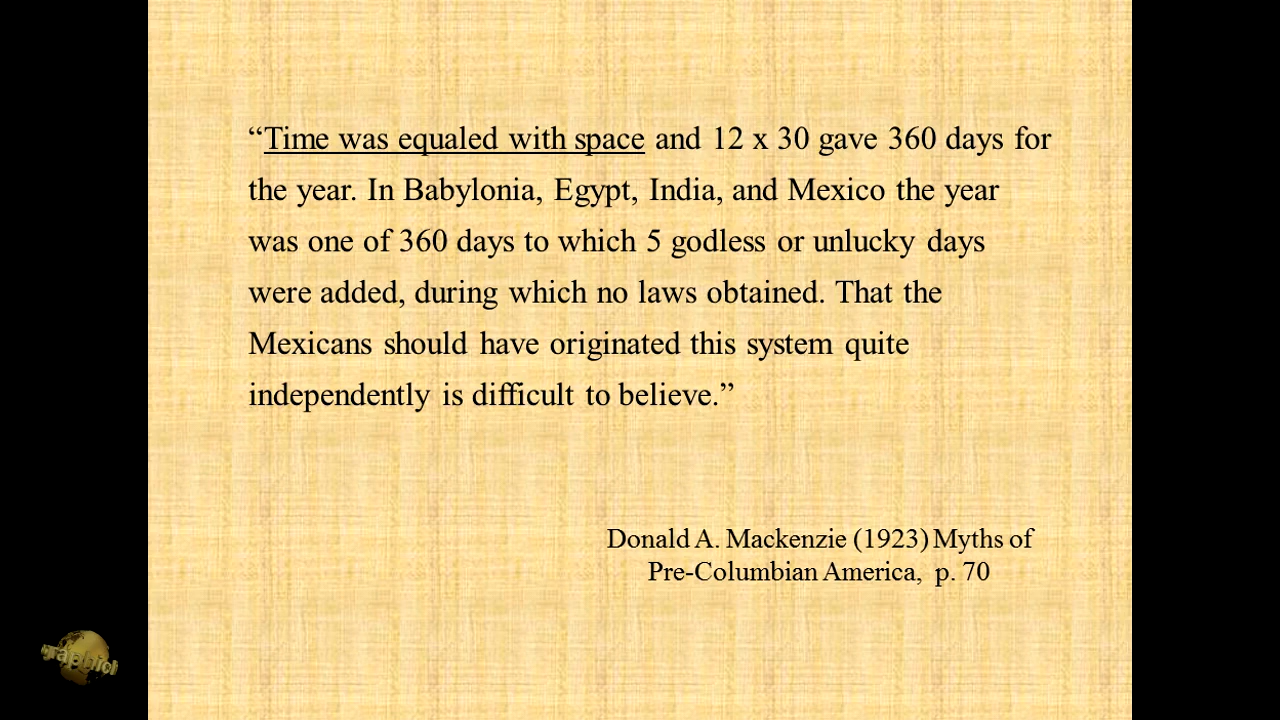 “Time was equaled with space and 12 x 30 gave 360 days for
the year. In Babylonia, Egypt, India, and Mexico the year
was one of 360 days to which 5 godless or unlucky days
were added, during which no laws obtained. That the
Mexicans should have originated this system quite
independently is difficult to believe.”
Donald A. Mackenzie (1923) Myths of
Pre-Columbian America, p. 70